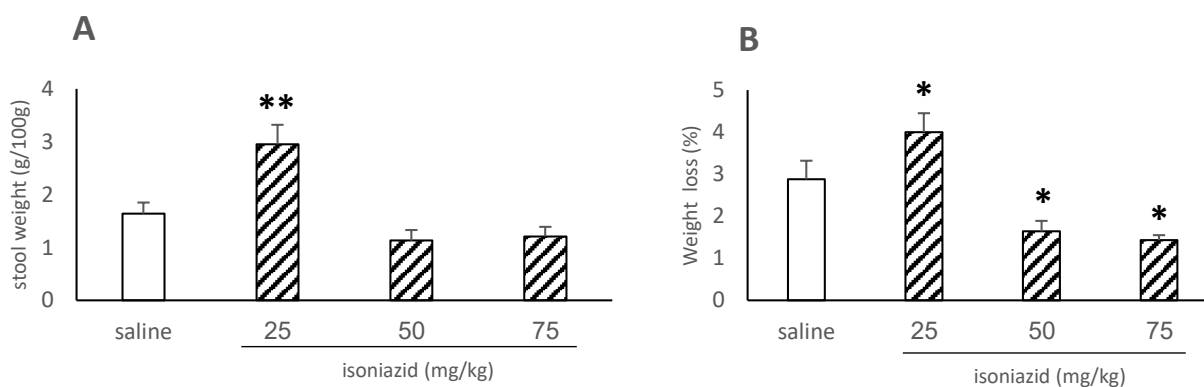 A
stool weight (g/100g)
4
3
2
1
0
**
saline
25
50
75
isoniazid (mg/kg)
B
Weight loss (%)
5
4
3
2
1
0
*
*
*
saline
25
50
75
isoniazid (mg/kg)